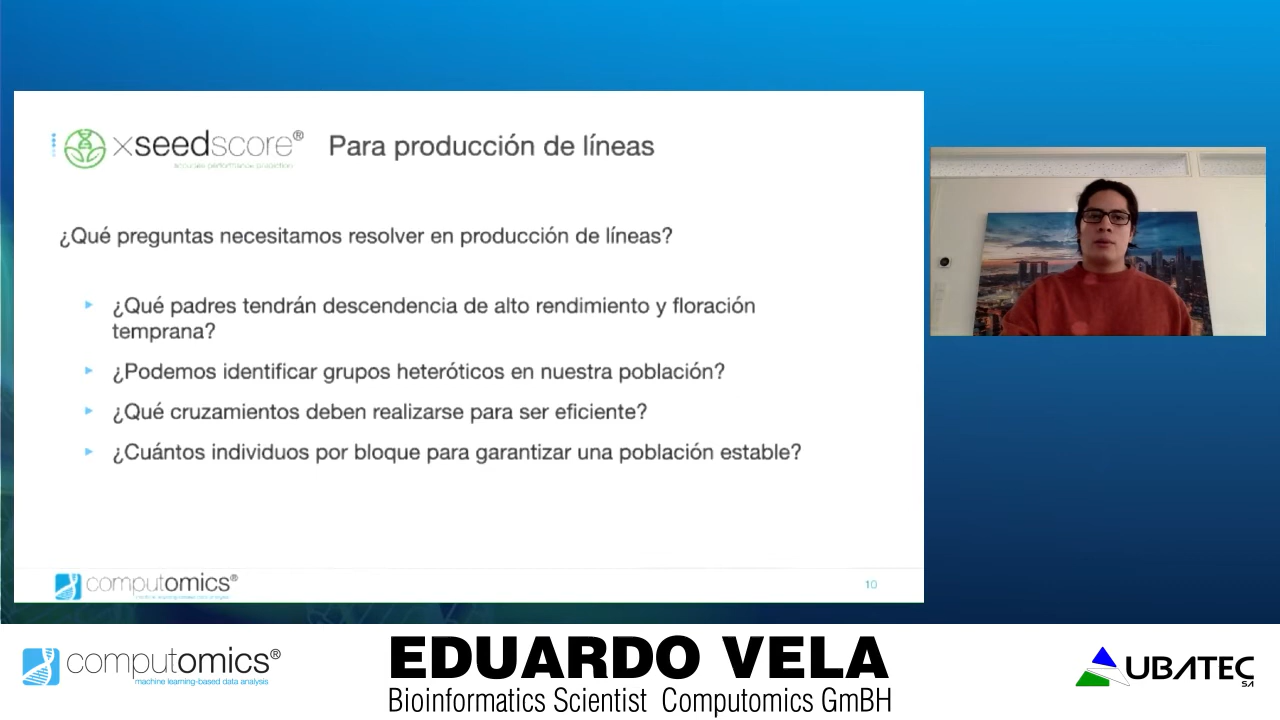 xseedscore® Para producción de líneas
accurate performance prediction
¿Qué preguntas necesitamos resolver en producción de líneas?
¿Qué padres tendrán descendencia de alto rendimiento y floración
temprana?
¿Podemos identificar grupos heteróticos en nuestra población?
¿Qué cruzamientos deben realizarse para ser eficiente?
¿Cuántos individuos por bloque para garantizar una población estable?
computomics®
10
computomics®
machine learning-based data analysis
EDUARDO VELA
Bioinformatics Scientist Computomics GmBH
UBATEC
SA